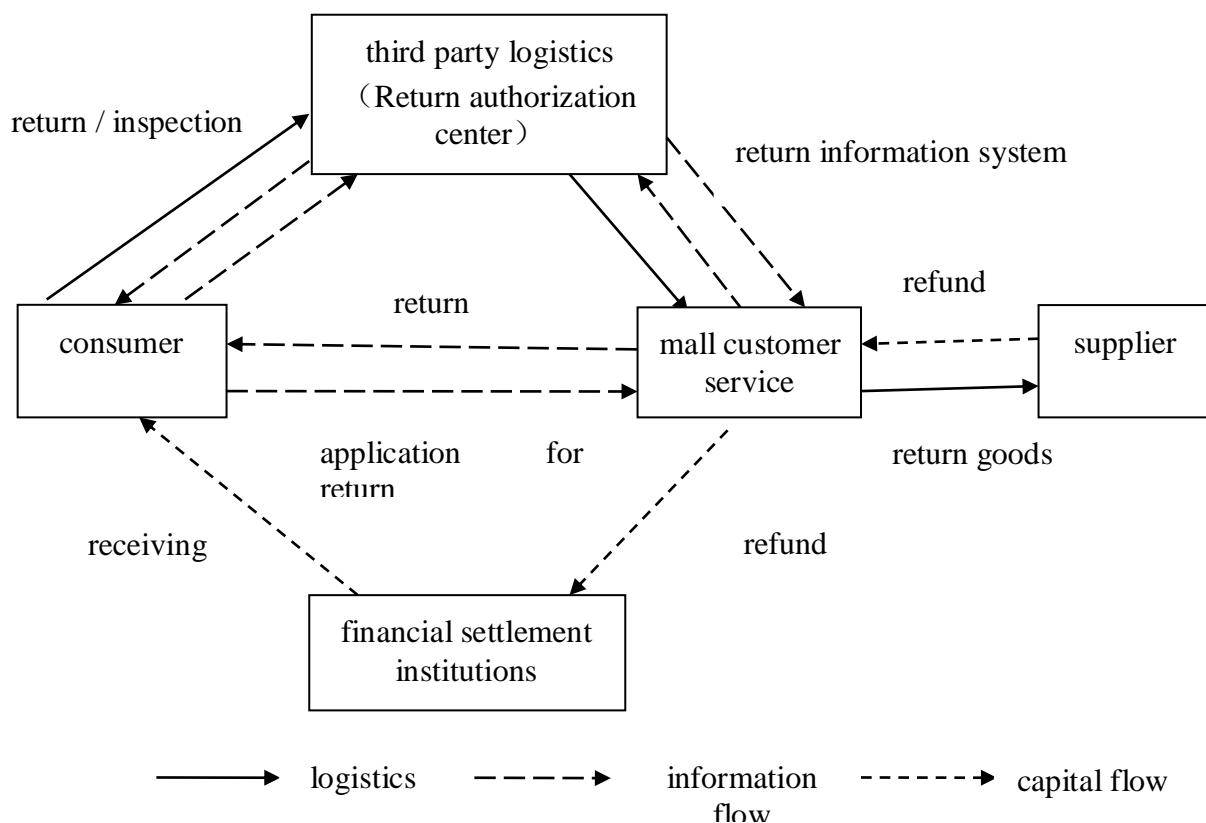 third party logistics
（Return authorization
center）
return / inspection
return information system
refund
return
consumer
mall customer
service
supplier
application for
return
return goods
receiving
refund
financial settlement
institutions
logistics
information
flow
capital flow